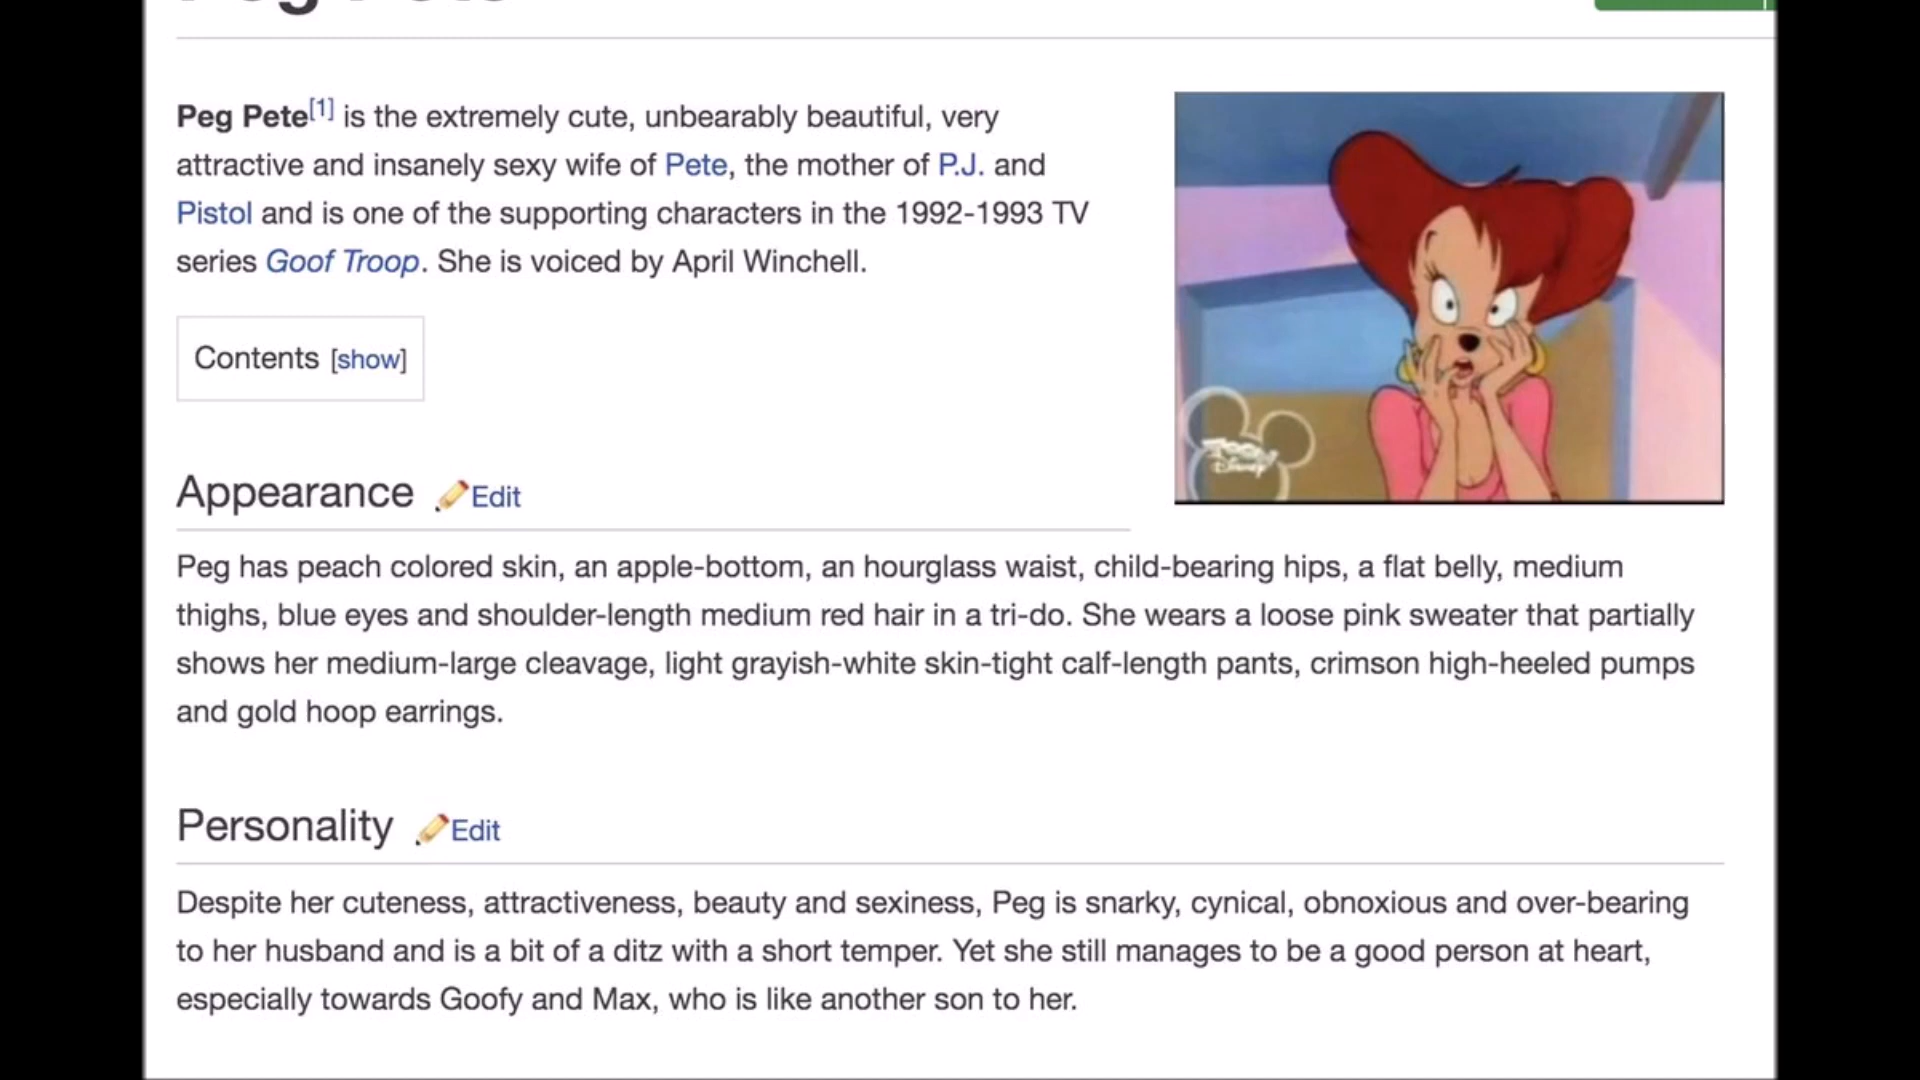 Peg Pete
Peg Pete[1] is the extremely cute, unbearably beautiful, very
attractive and insanely sexy wife of Pete, the mother of P.J. and
Pistol and is one of the supporting characters in the 1992-1993 TV
series Goof Troop. She is voiced by April Winchell.
Contents [show]
Toon
Disney
Appearance Edit
Peg has peach colored skin, an apple-bottom, an hourglass waist, child-bearing hips, a flat belly, medium
thighs, blue eyes and shoulder-length medium red hair in a tri-do. She wears a loose pink sweater that partially
shows her medium-large cleavage, light grayish-white skin-tight calf-length pants, crimson high-heeled pumps
and gold hoop earrings.
Personality Edit
Despite her cuteness, attractiveness, beauty and sexiness, Peg is snarky, cynical, obnoxious and over-bearing
to her husband and is a bit of a ditz with a short temper. Yet she still manages to be a good person at heart,
especially towards Goofy and Max, who is like another son to her.